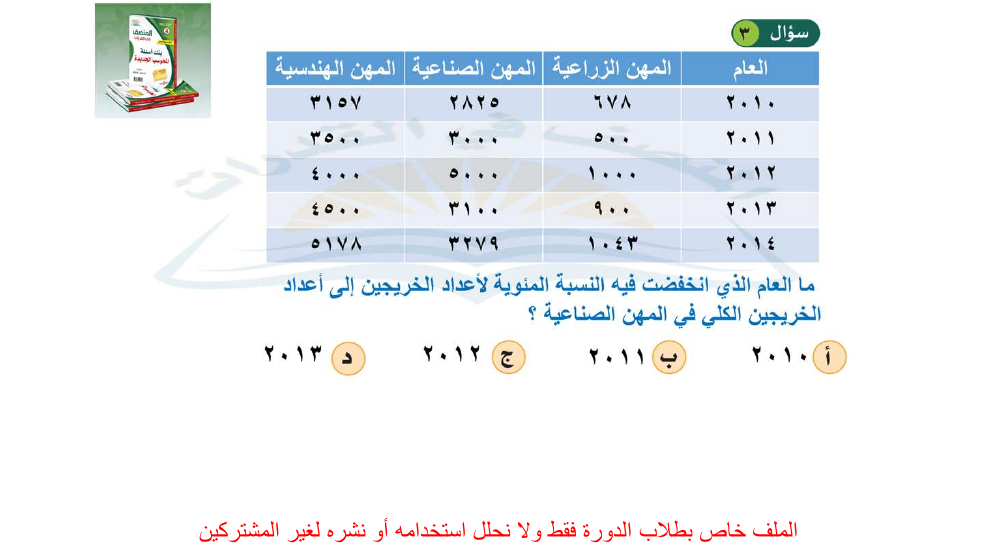 سؤال ٣
العام المهن الزراعية المهن الصناعية المهن الهندسية
٢٠١٠ ٦٧٨ ٢٨٢٥ ٣١٥٧
٢٠١١ ٥٠٠ ٣٠٠٠ ٣٥٠٠
٢٠١٢ ١٠٠٠ ٥٠٠٠ ٤٠٠٠
٢٠١٣ ٩٠٠ ٣١٠٠ ٤٥٠٠
٢٠١٤ ١٠٤٣ ٣٢٧٩ ٥١٧٨
ما العام الذي انخفضت فيه النسبة المئوية لأعداد الخريجين إلى أعداد
الخريجين الكلي في المهن الصناعية ؟
أ ٢٠١٠ ب ٢٠١١ ج ٢٠١٢ د ٢٠١٣
الملف خاص بطلاب الدورة فقط ولا نحلل استخدامه أو نشره لغير المشتركين
المنصف
بنك أسئلة